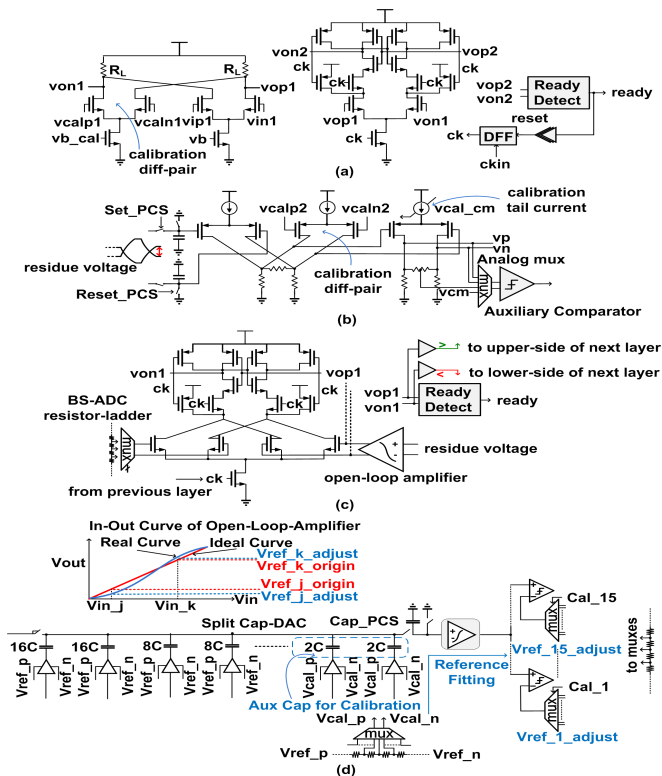 R_L R_L
von1 vop1
vcalp1 vcaln1 vip1 vin1
vb_cal vb
calibration
diff-pair
von2 vop2
ck ck
ck ck
vop1 von1
ck
vop2
von2
Ready
Detect
ready
reset
ck DFF
ckin
(a)
Set_PCS
residue voltage
Reset_PCS
vcalp2 vcaln2
calibration
diff-pair
vcal_cm
calibration
tail current
vp
vn
Analog mux
mux
vcm
Auxiliary Comparator
(b)
von1 vop1
ck ck
ck ck
BS-ADC
resistor-ladder
mux
from previous layer
ck
open-loop amplifier
residue voltage
> to upper-side of next layer
< to lower-side of next layer
vop1
von1
Ready
Detect
ready
(c)
In-Out Curve of Open-Loop-Amplifier
Vout
Real Curve Ideal Curve
Vref_k_adjust
Vref_k_origin
Vref_j_origin
Vref_j_adjust
Vin_j Vin_k Vin
Split Cap-DAC
Cap_PCS
16C 16C 8C 8C 2C 2C
Vref_p Vref_n Vref_p Vref_n Vref_p Vref_n Vref_p Vref_n
Vcal_p Vcal_n Vcal_p Vcal_n
Aux Cap for Calibration
Vcal_p Vcal_n
mux
Vref_p Vref_n
Reference
Fitting
Cal_15
mux
Vref_15_adjust
Cal_1
mux
Vref_1_adjust
to muxes
(d)